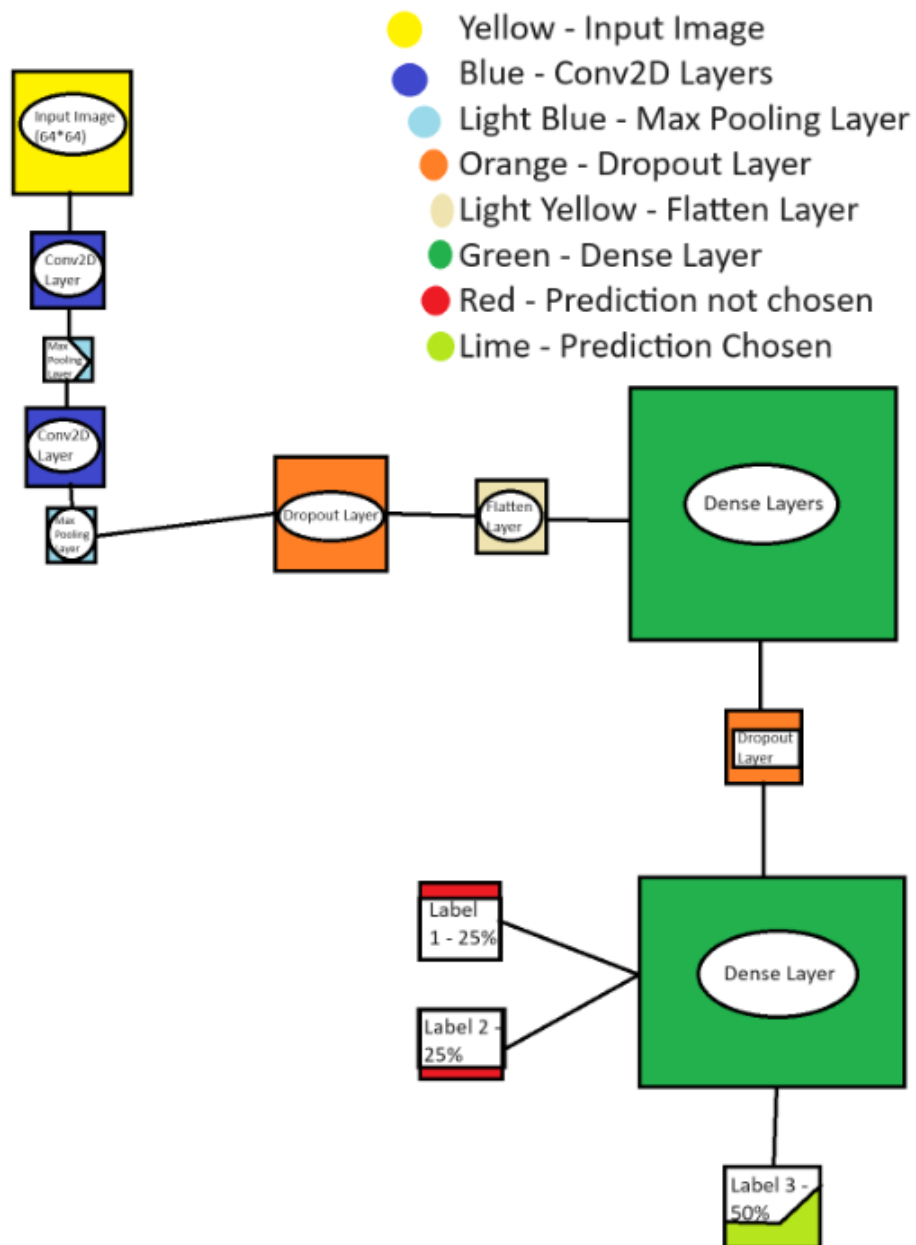 Yellow - Input Image
Blue - Conv2D Layers
Light Blue - Max Pooling Layer
Orange - Dropout Layer
Light Yellow - Flatten Layer
Green - Dense Layer
Red - Prediction not chosen
Lime - Prediction Chosen
Input Image
(64*64)
Conv2D
Layer
Max
Pooling
Layer
Conv2D
Layer
Max
Pooling
Layer
Dropout Layer
Flatten
Layer
Dense Layers
Dropout
Layer
Dense Layer
Label
1 - 25%
Label 2 -
25%
Label 3 -
50%